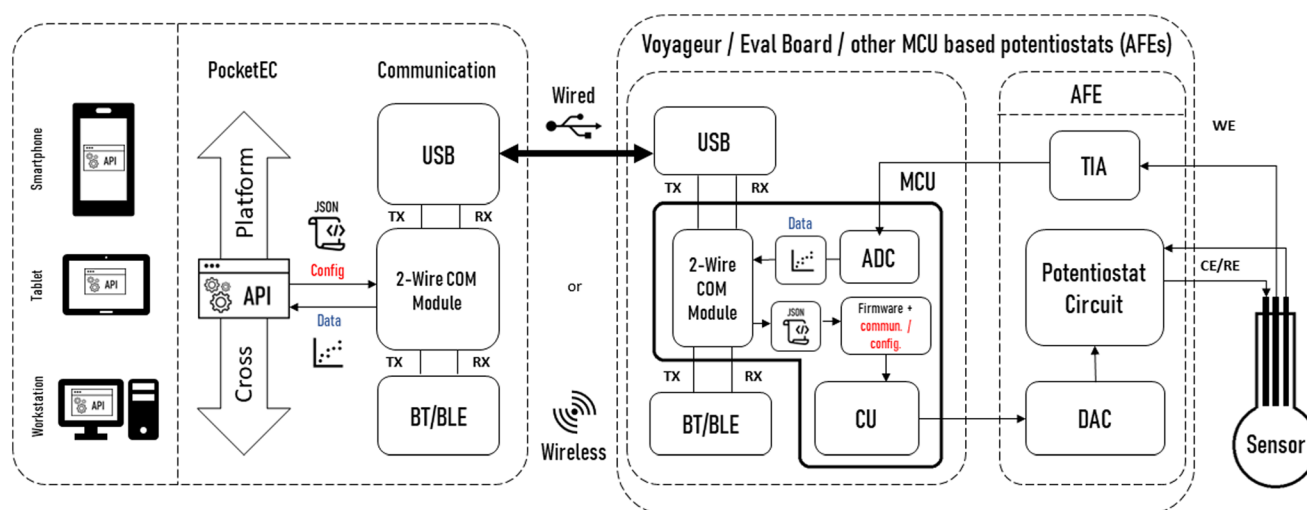 Voyageur / Eval Board / other MCU based potentiostats (AFEs)
PocketEC
Communication
Smartphone
API
Tablet
API
Workstation
API
Platform
Cross
API
JSON
Config
Data
USB
TX
RX
2-Wire COM
Module
TX
RX
BT/BLE
Wired
or
Wireless
USB
TX
RX
MCU
2-Wire
COM
Module
Data
ADC
JSON
Firmware +
commun. /
config.
TX
RX
BT/BLE
CU
AFE
TIA
Potentiostat
Circuit
DAC
WE
CE/RE
Sensor